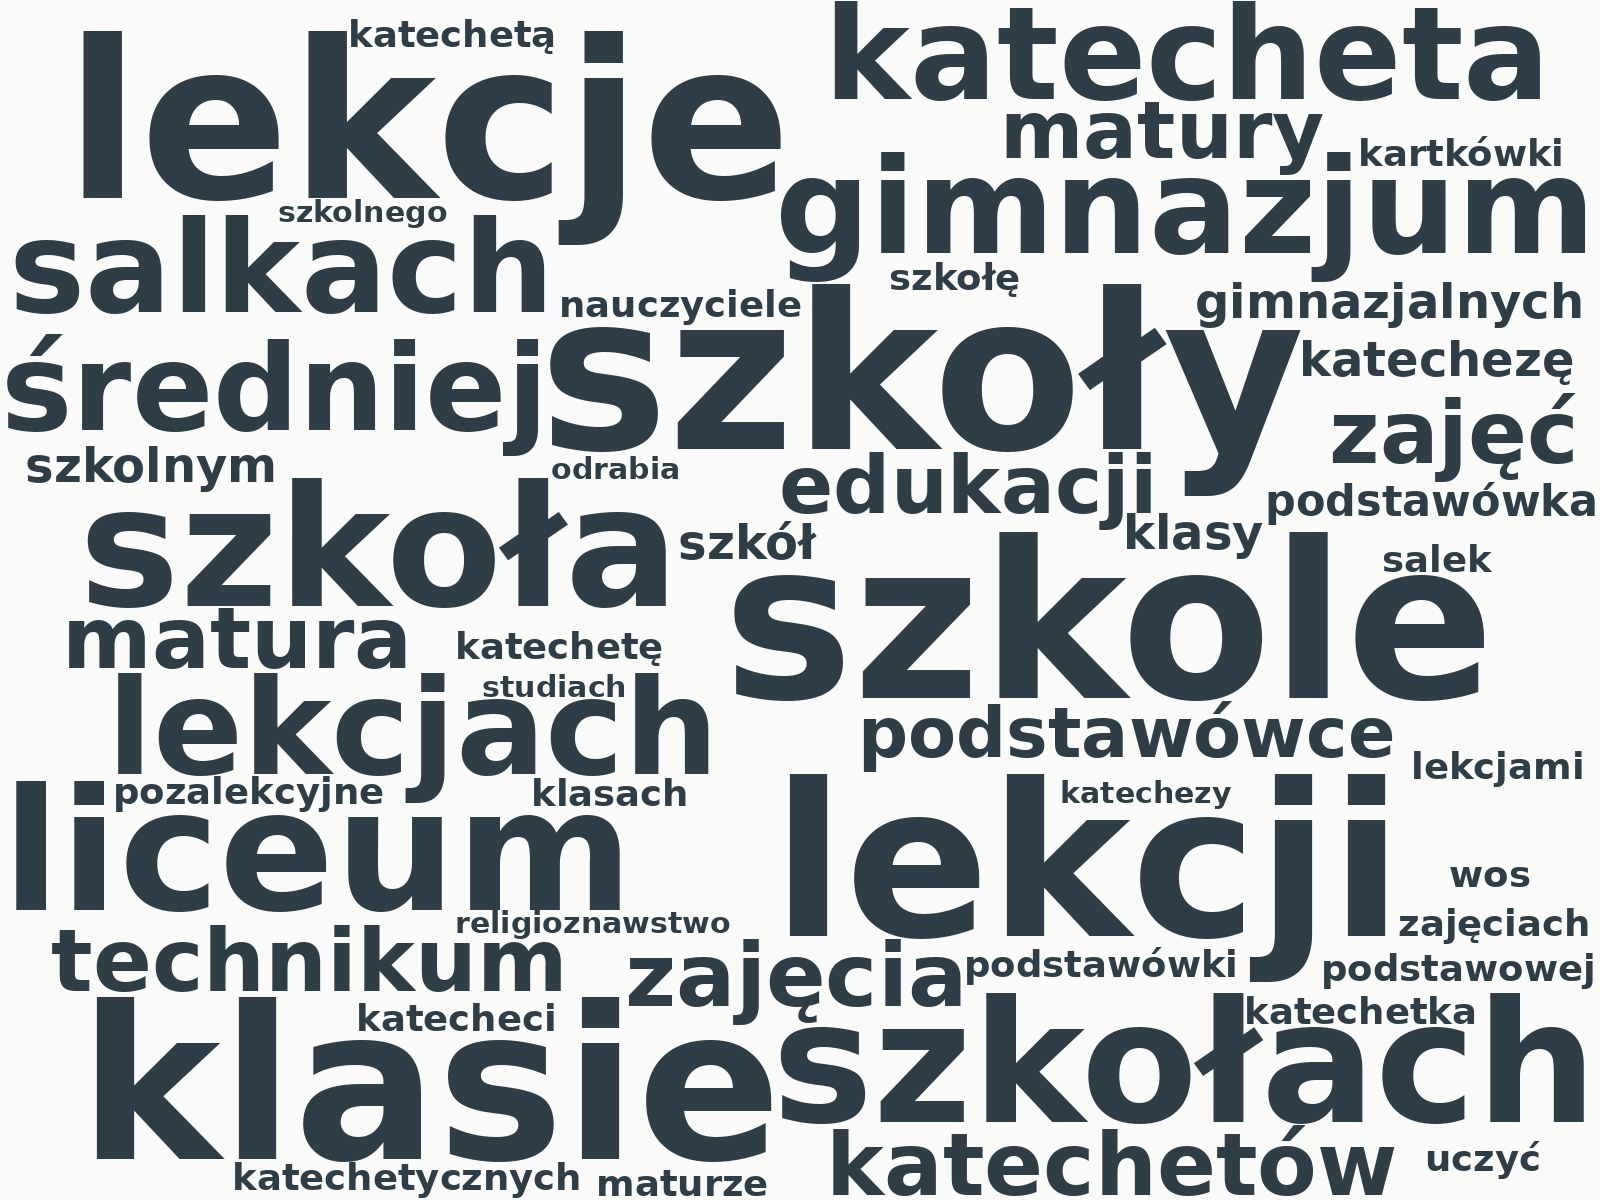 katechetą
lekcje
katecheta
matury
kartkówki
gimnazjum
szkolnego
salkach
szkołę
nauczyciele
gimnazjalnych
szkoły
średniej
katechezę
zajęć
szkolnym
odrabia
edukacji
podstawówka
szkoła
szkół
klasy
salek
szkole
matura
katechetę
studiach
lekcjach
podstawówce
lekcjami
pozalekcyjne
klasach
katechezy
liceum
lekcji
wos
religioznawstwo
zajęciach
technikum
zajęcia
podstawówki
podstawowej
katecheci
katechetka
klasie
szkołach
katechetycznych
maturze
katechetów
uczyć